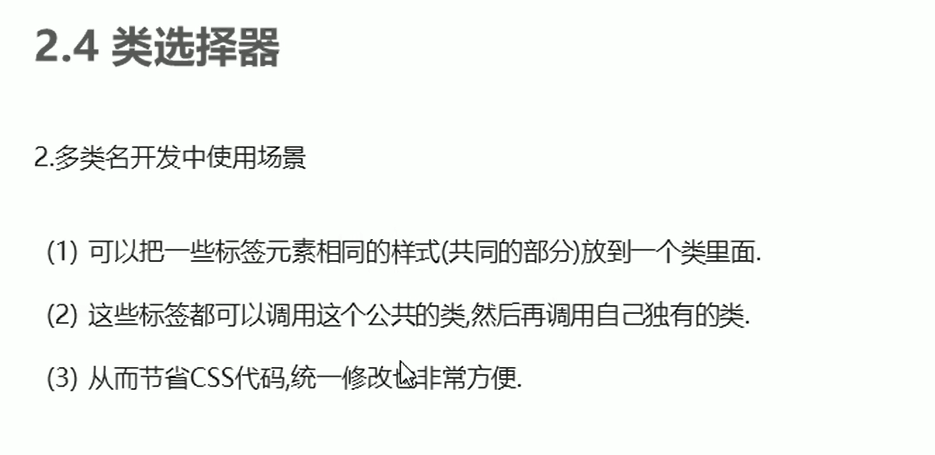 2.4 类选择器
2.多类名开发中使用场景
(1) 可以把一些标签元素相同的样式(共同的部分)放到一个类里面.
(2) 这些标签都可以调用这个公共的类,然后再调用自己独有的类.
(3) 从而节省CSS代码,统一修改也非常方便.